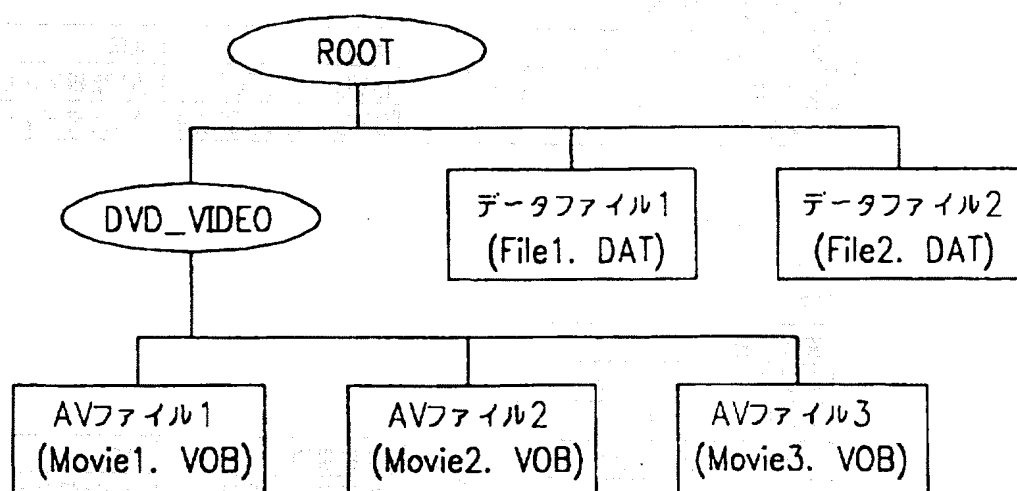 ROOT
DVD_VIDEO
データファイル1
(File1. DAT)
データファイル2
(File2. DAT)
AVファイル1
(Movie1. VOB)
AVファイル2
(Movie2. VOB)
AVファイル3
(Movie3. VOB)